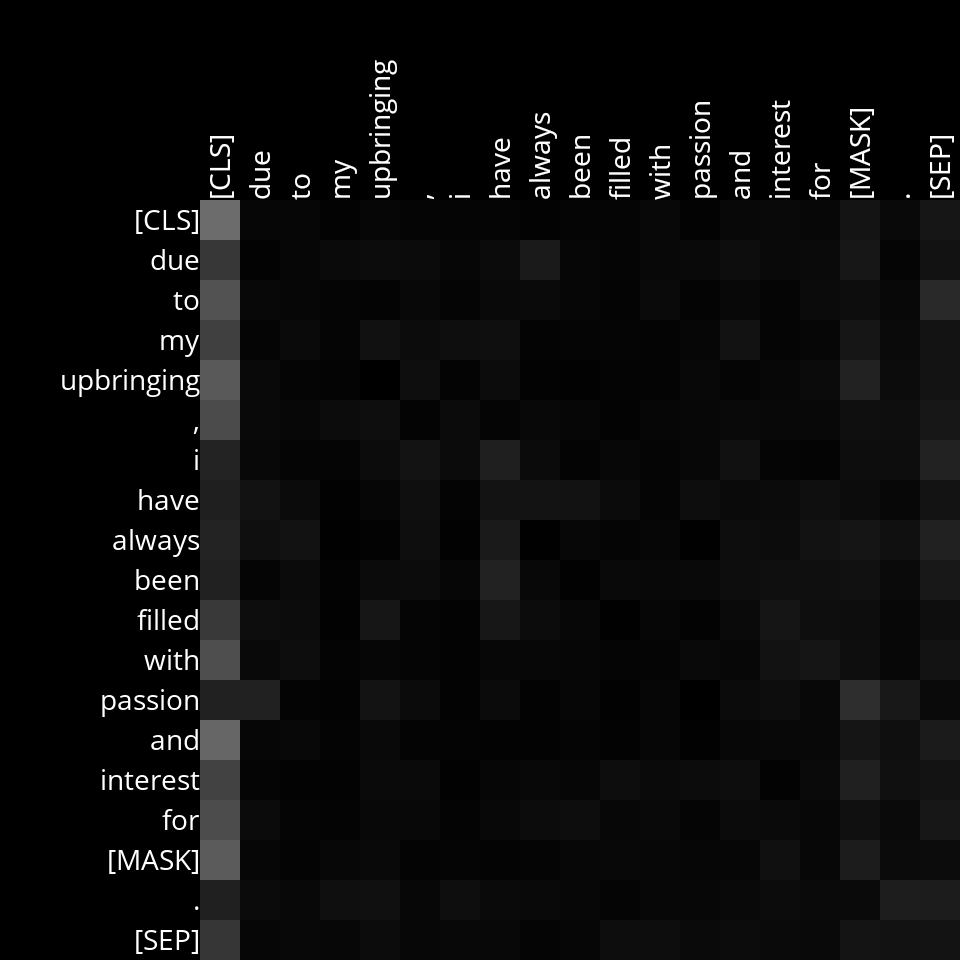 [CLS] due to my upbringing , i have always been filled with passion and interest for [MASK] . [SEP]
[CLS]
due
to
my
upbringing
,
i
have
always
been
filled
with
passion
and
interest
for
[MASK]
.
[SEP]